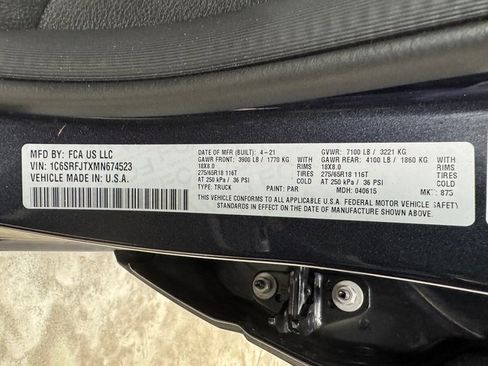 MFD BY: FCA US LLC
VIN: 1C6SRFJTXMN674523
VEHICLE MADE IN U.S.A.
DATE OF MFR (BUILT): 4-21
GVWR: 7100 LB / 3221 KG
GAWR FRONT: 3900 LB / 1770 KG WITH
GAWR REAR: 4100 LB / 1860 KG WITH
18X8.0 RIMS
18X8.0 RIMS
275/65R18 116T TIRES
275/65R18 116T TIRES
AT 250 kPa / 36 PSI COLD
AT 250 kPa / 36 PSI COLD
TYPE: TRUCK PAINT: PAR MDH: 040615 MK: 875
THIS VEHICLE CONFORMS TO ALL APPLICABLE U.S.A. FEDERAL MOTOR VEHICLE SAFETY
STANDARDS IN EFFECT ON THE DATE OF MANUFACTURE SHOWN ABOVE.